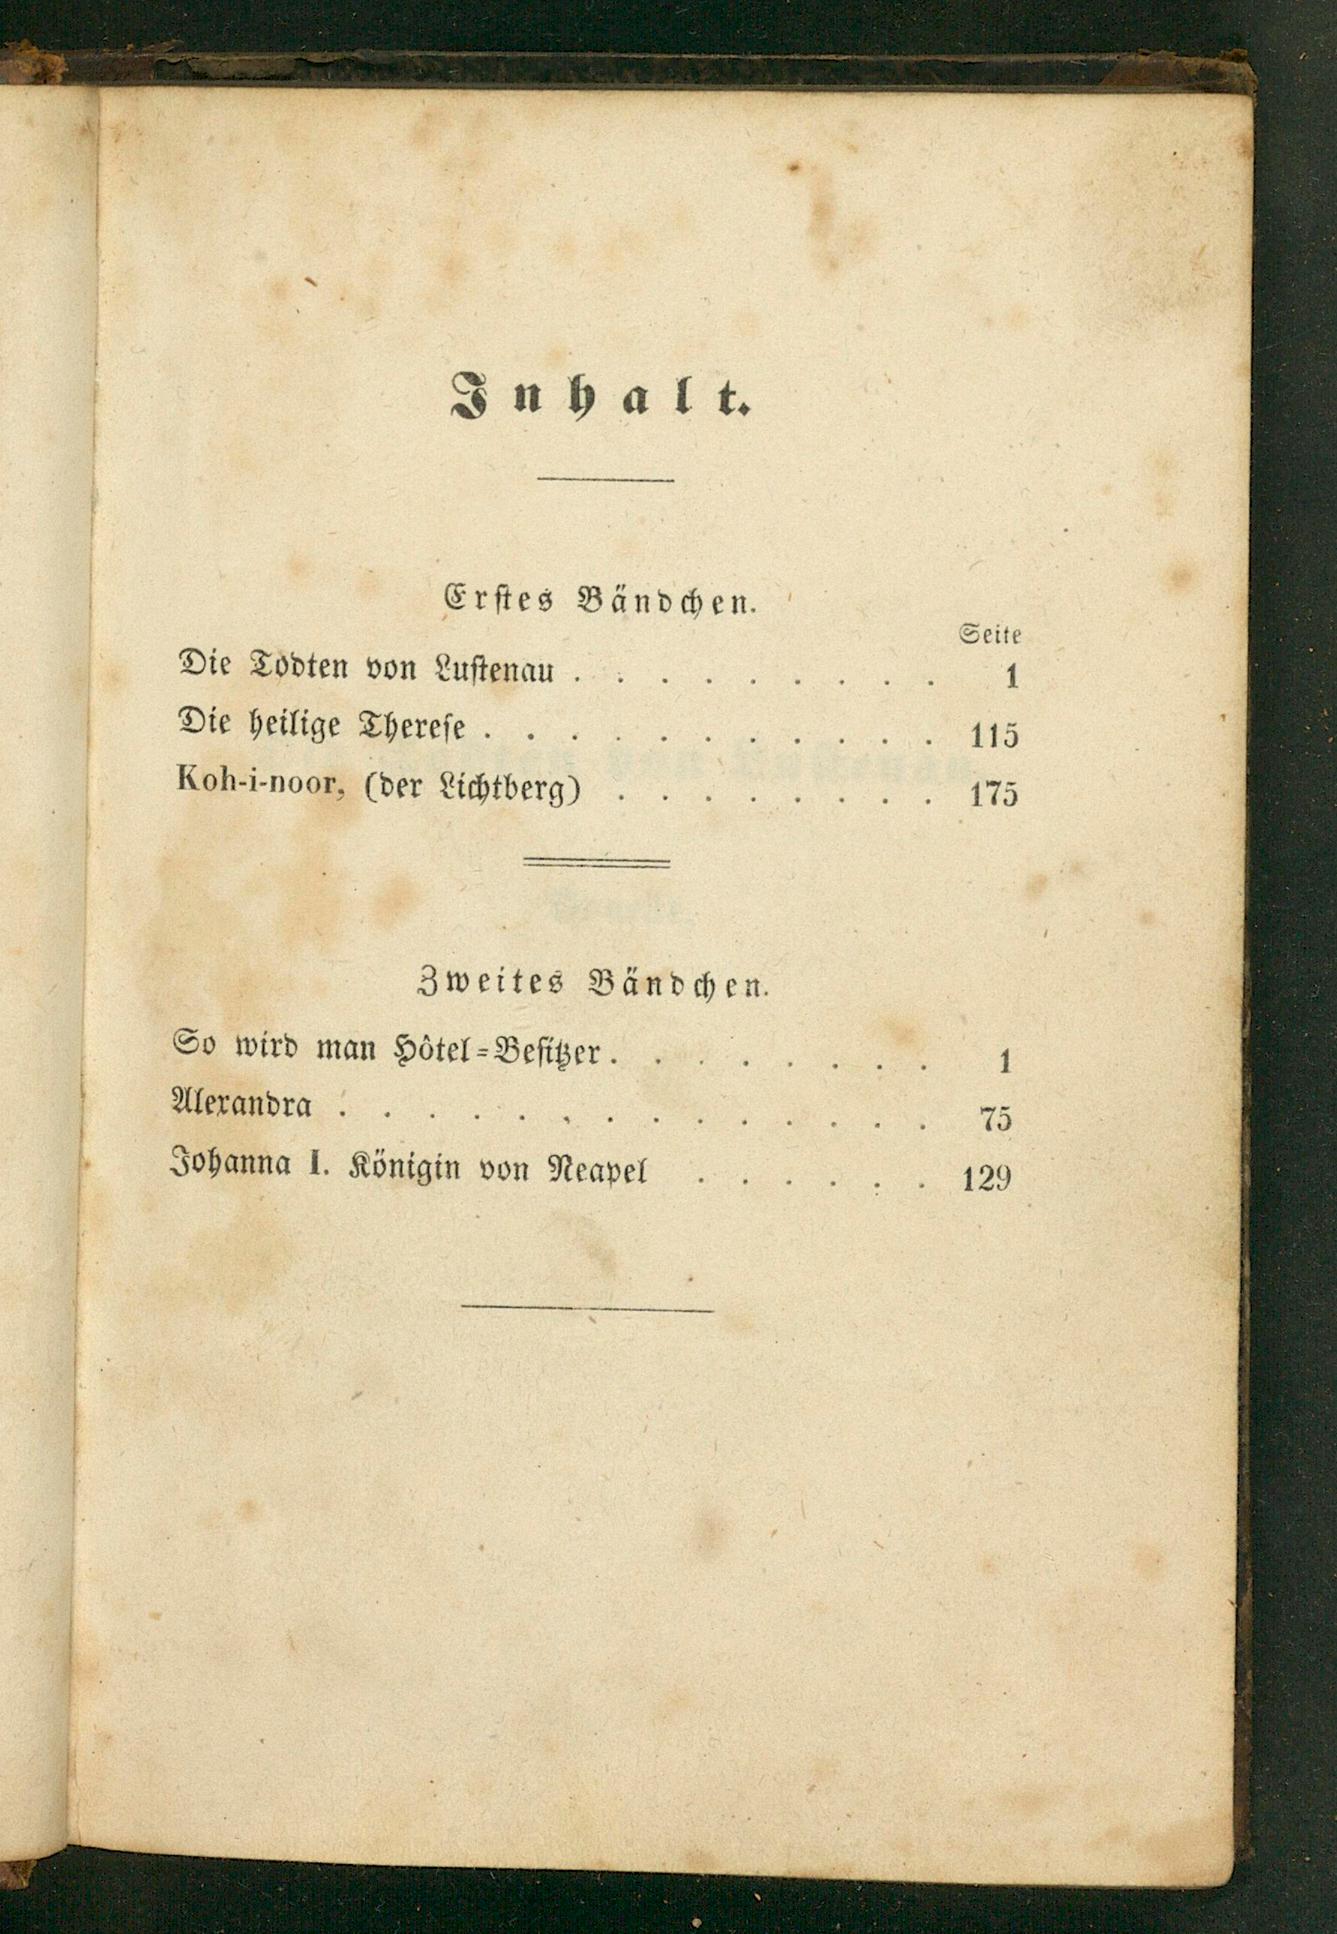 Inhalt.
Erstes Bändchen.
Seite
Die Todten von Lustenau . . . . . . . . . 1
Die heilige Therese . . . . . . . . . . . 115
Koh-i-noor, (der Lichtberg) . . . . . . . . 175
Zweites Bändchen.
So wird man Hôtel-Besitzer . . . . . . . . 1
Alexandra . . . . . . . . . . . . . . 75
Johanna I. Königin von Neapel . . . . . . 129